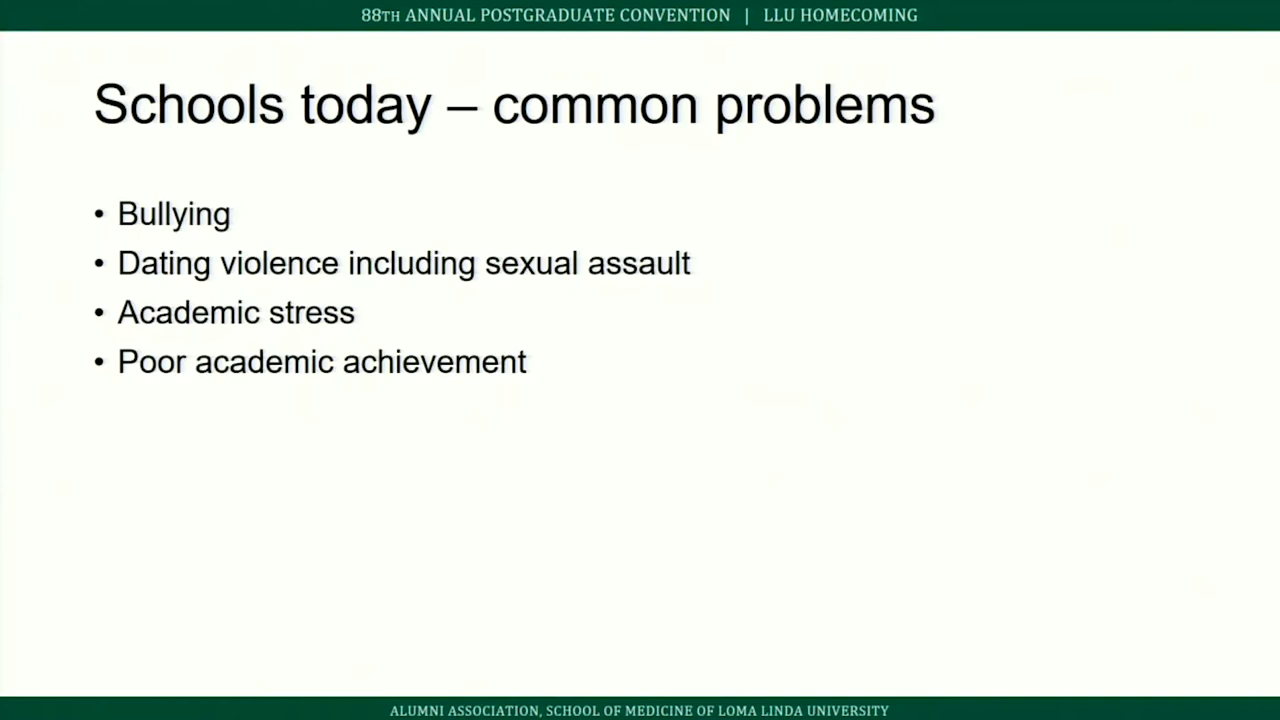 88TH ANNUAL POSTGRADUATE CONVENTION | LLU HOMECOMING
Schools today – common problems
• Bullying
• Dating violence including sexual assault
• Academic stress
• Poor academic achievement
ALUMNI ASSOCIATION, SCHOOL OF MEDICINE OF LOMA LINDA UNIVERSITY